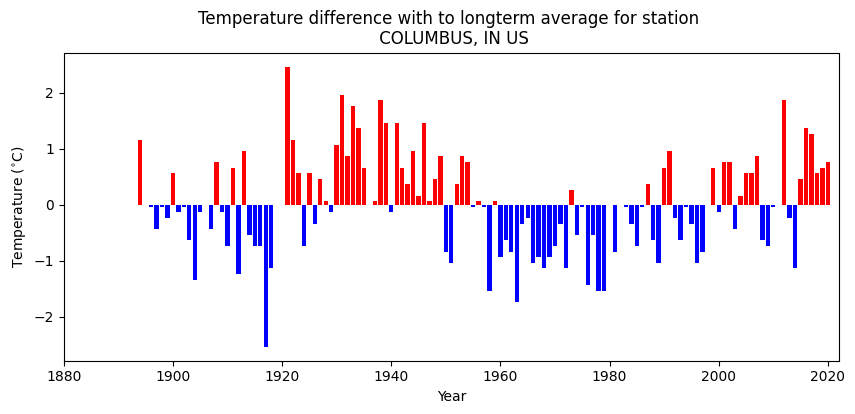 Temperature difference with to longterm average for station
COLUMBUS, IN US
Temperature (°C)
2
1
0
−1
−2
1880 1900 1920 1940 1960 1980 2000 2020
Year